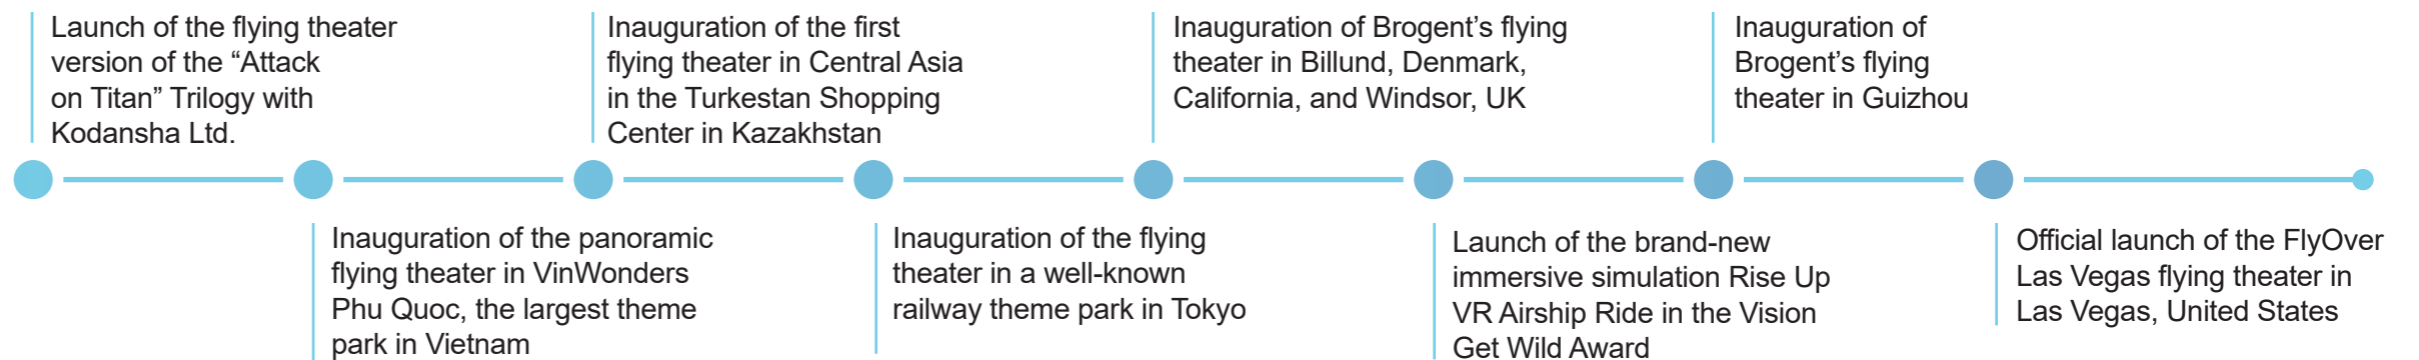 Launch of the flying theater
version of the “Attack
on Titan” Trilogy with
Kodansha Ltd.
Inauguration of the panoramic
flying theater in VinWonders
Phu Quoc, the largest theme
park in Vietnam
Inauguration of the first
flying theater in Central Asia
in the Turkestan Shopping
Center in Kazakhstan
Inauguration of the flying
theater in a well-known
railway theme park in Tokyo
Inauguration of Brogent’s flying
theater in Billund, Denmark,
California, and Windsor, UK
Launch of the brand-new
immersive simulation Rise Up
VR Airship Ride in the Vision
Get Wild Award
Inauguration of
Brogent’s flying
theater in Guizhou
Official launch of the FlyOver
Las Vegas flying theater in
Las Vegas, United States